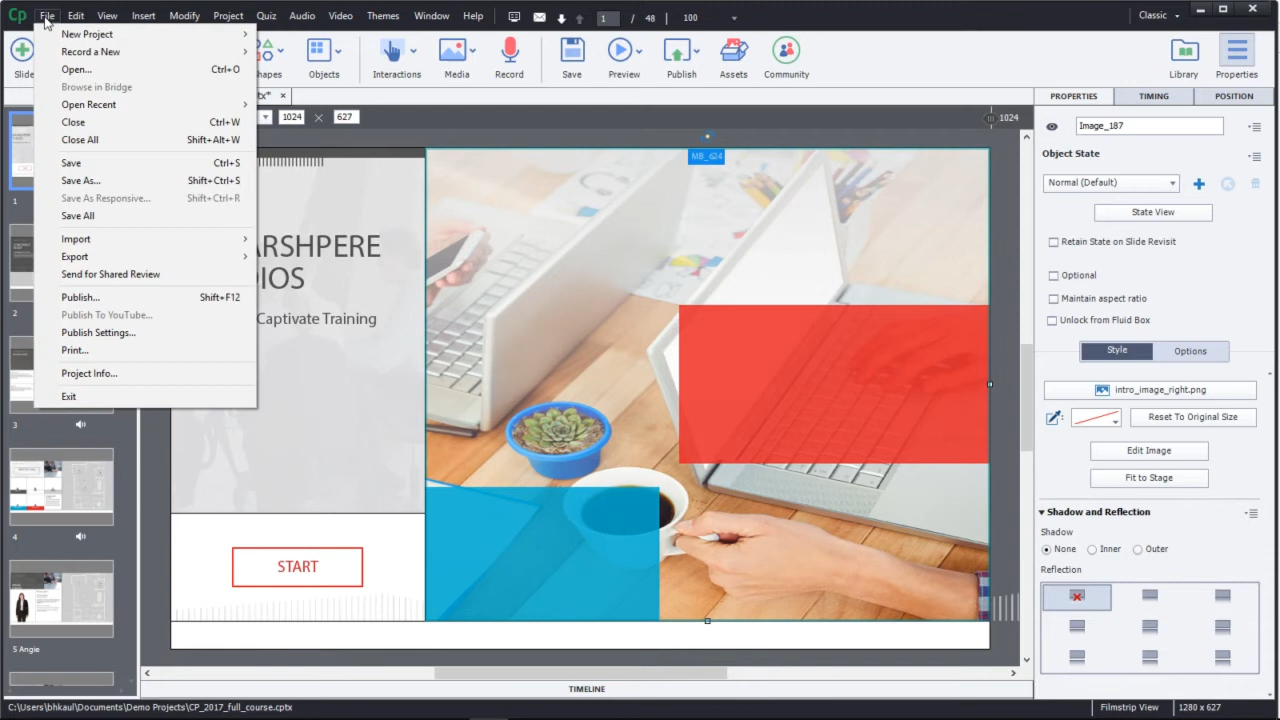 Cp File Edit View Insert Modify Project Quiz Audio Video Themes Window Help 1 / 48 100 Classic
New Project
Record a New
Open... Ctrl+O
Browse in Bridge
Open Recent
Close Ctrl+W
Close All Shift+Alt+W
Save Ctrl+S
Save As... Shift+Ctrl+S
Save As Responsive... Shift+Ctrl+R
Save All
Import
Export
Send for Shared Review
Publish... Shift+F12
Publish To YouTube...
Publish Settings...
Print...
Project Info...
Exit
Slide hapes Objects Interactions Media Record Save Preview Publish Assets Community Library Properties
tx* ×
1024 627 1024
1
2
3
4
5 Angie
MB_624
ARSHPERE
IOS
Captivate Training
START
TIMELINE
PROPERTIES TIMING POSITION
Image_187
Object State
Normal (Default)
State View
Retain State on Slide Revisit
Optional
Maintain aspect ratio
Unlock from Fluid Box
Style Options
intro_image_right.png
Reset To Original Size
Edit Image
Fit to Stage
Shadow and Reflection
Shadow
None Inner Outer
Reflection
C:\Users\bhkaul\Documents\Demo Projects\CP_2017_full_course.cptx Filmstrip View 1280 x 627